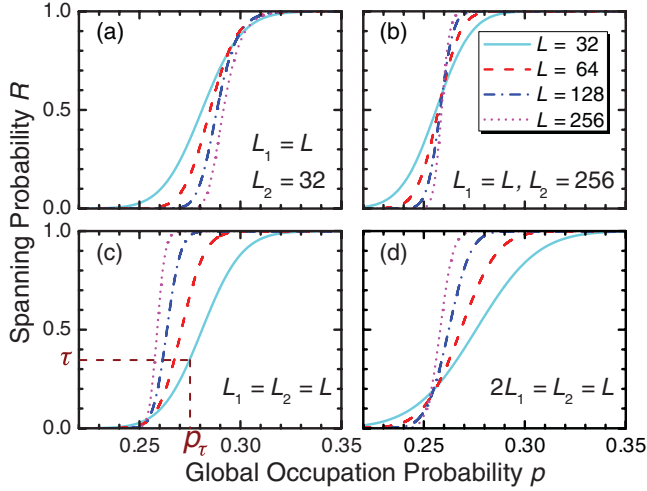 Spanning Probability R
1.0
0.5
0.0
(a)
L₁ = L
L₂ = 32
(b)
L = 32
L = 64
L = 128
L = 256
L₁ = L, L₂ = 256
1.0
0.5
τ
0.0
(c)
L₁ = L₂ = L
(d)
2L₁ = L₂ = L
0.25 0.30 0.35 0.25 0.30 0.35
p_τ
Global Occupation Probability p